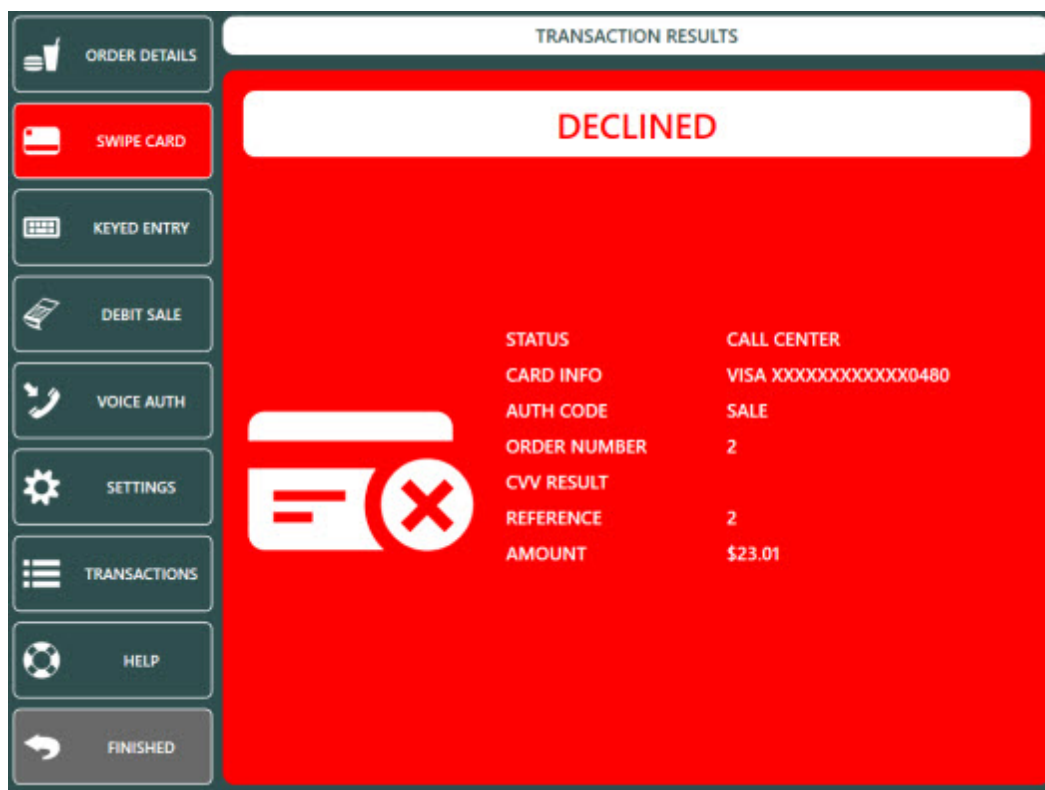 ORDER DETAILS
SWIPE CARD
KEYED ENTRY
DEBIT SALE
VOICE AUTH
SETTINGS
TRANSACTIONS
HELP
FINISHED
TRANSACTION RESULTS
DECLINED
STATUS CALL CENTER
CARD INFO VISA XXXXXXXXXXXX0480
AUTH CODE SALE
ORDER NUMBER 2
CVV RESULT
REFERENCE 2
AMOUNT $23.01